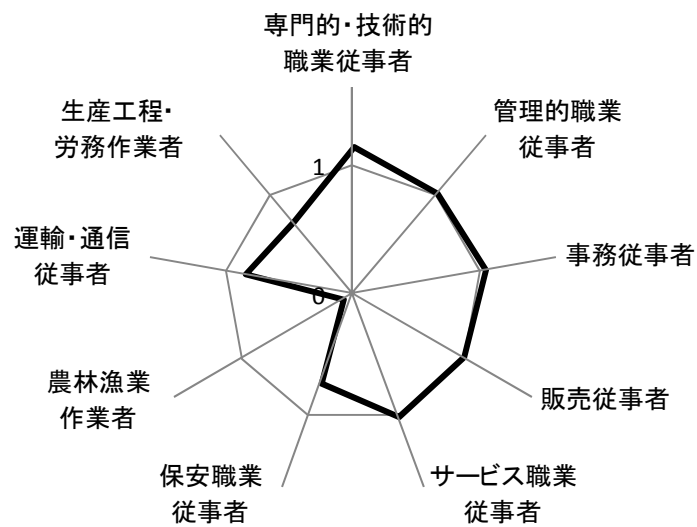 専門的・技術的
職業従事者
管理的職業
従事者
事務従事者
販売従事者
サービス職業
従事者
保安職業
従事者
農林漁業
作業者
運輸・通信
従事者
生産工程・
労務作業者
1
0